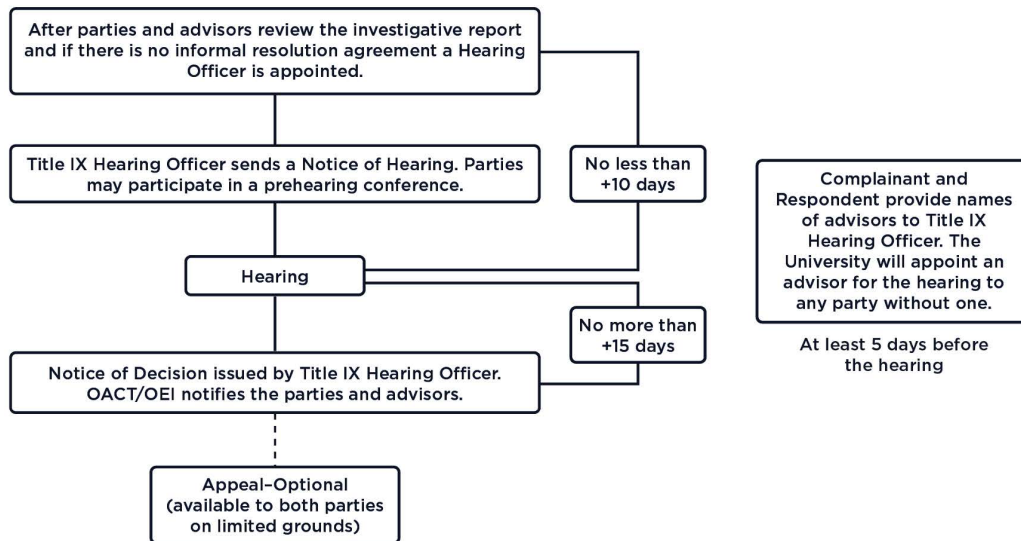 After parties and advisors review the investigative report
and if there is no informal resolution agreement a Hearing
Officer is appointed.
Title IX Hearing Officer sends a Notice of Hearing. Parties
may participate in a prehearing conference.
No less than
+10 days
Complainant and
Respondent provide names
of advisors to Title IX
Hearing Officer. The
University will appoint an
advisor for the hearing to
any party without one.
At least 5 days before
the hearing
Hearing
No more than
+15 days
Notice of Decision issued by Title IX Hearing Officer.
OACT/OEI notifies the parties and advisors.
Appeal–Optional
(available to both parties
on limited grounds)